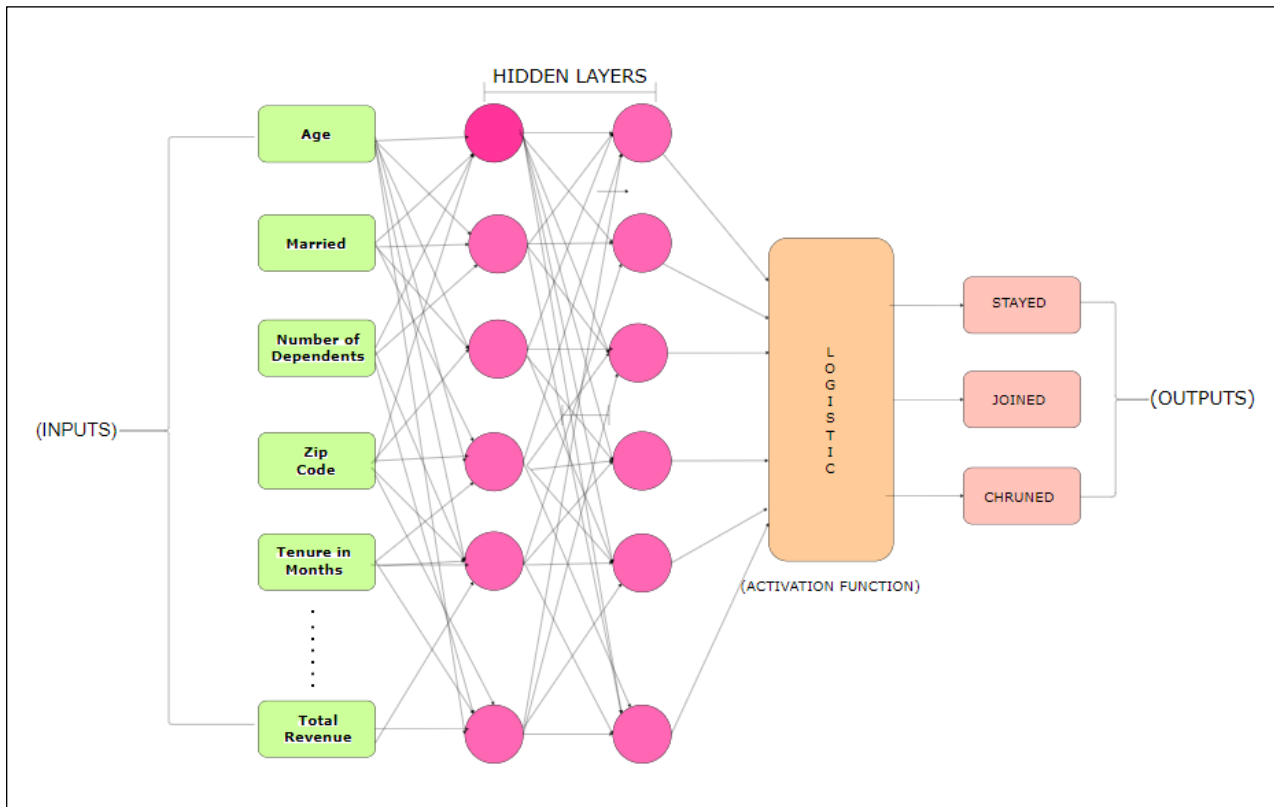 HIDDEN LAYERS
Age
Married
Number of
Dependents
(INPUTS)
Zip
Code
Tenure in
Months
Total
Revenue
L
O
G
I
S
T
I
C
(ACTIVATION FUNCTION)
STAYED
JOINED
CHRUNED
(OUTPUTS)